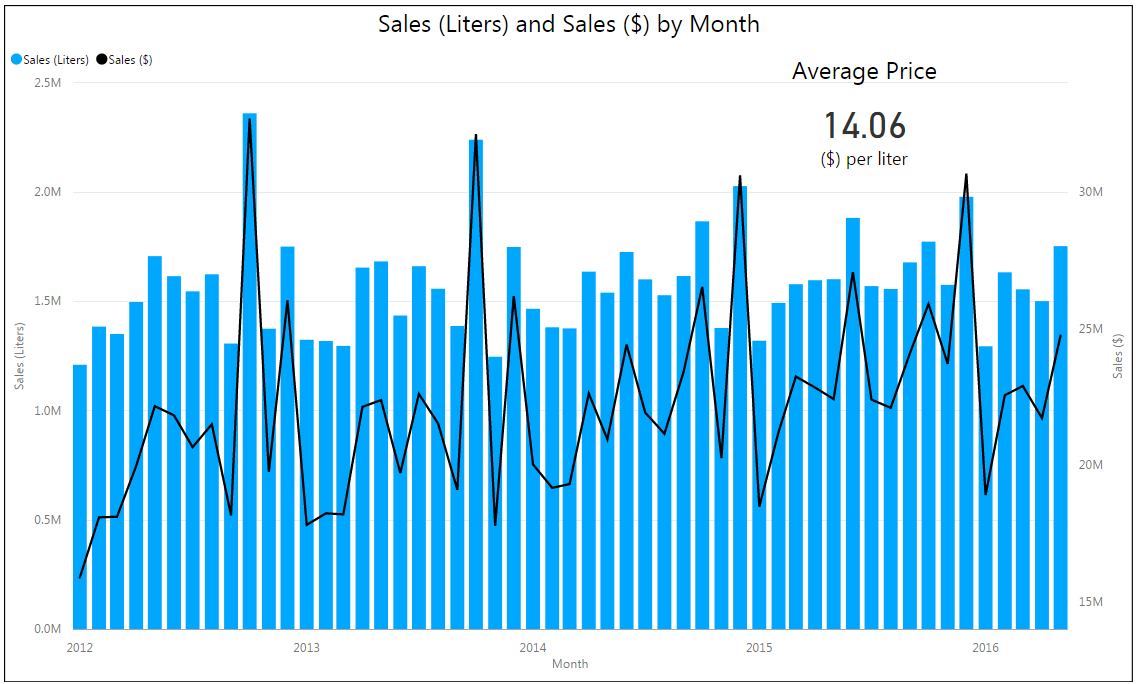 Sales (Liters) and Sales ($) by Month
Sales (Liters) Sales ($)
Average Price
14.06
($) per liter
2.5M
2.0M
1.5M
1.0M
0.5M
0.0M
Sales (Liters)
30M
25M
20M
15M
Sales ($)
2012 2013 2014 2015 2016
Month